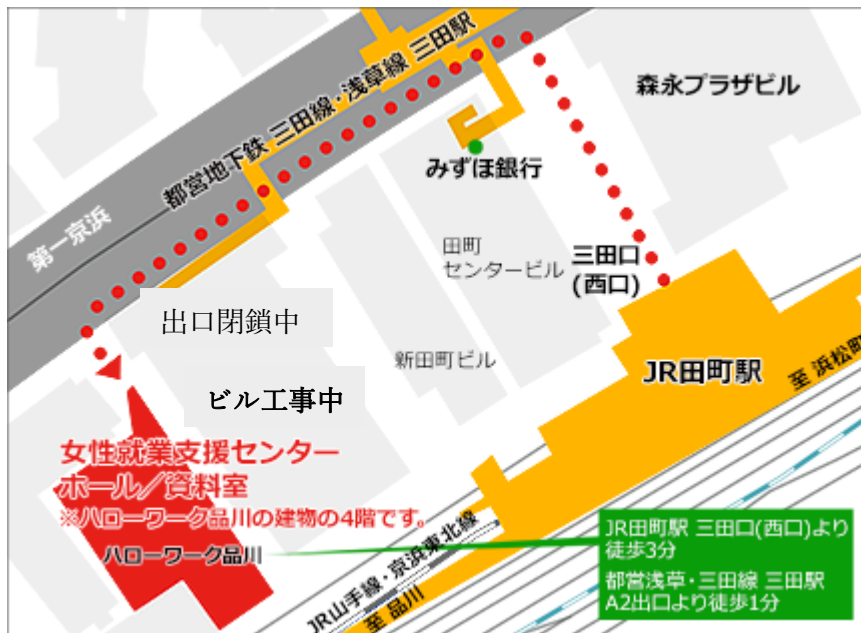 都営地下鉄 三田線・浅草線 三田駅
森永プラザビル
みずほ銀行
第一京浜
田町
センタービル
三田口
(西口)
出口閉鎖中
新田町ビル
JR田町駅
至 浜松町
ビル工事中
女性就業支援センター
ホール／資料室
※ハローワーク品川の建物の4階です。
ハローワーク品川
JR山手線・京浜東北線
至 品川
JR田町駅 三田口(西口)より
徒歩3分
都営浅草・三田線 三田駅
A2出口より徒歩1分